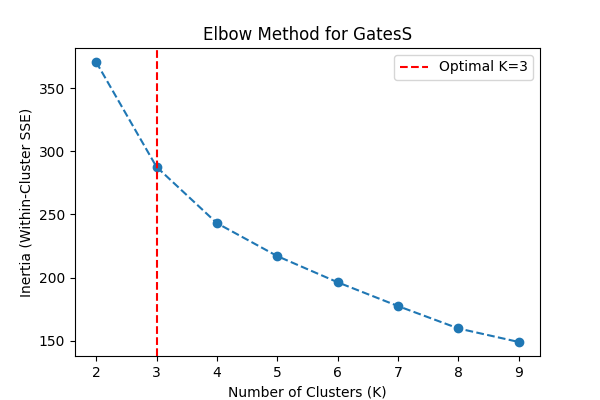 Elbow Method for GatesS
Optimal K=3
Inertia (Within-Cluster SSE)
350
300
250
200
150
2 3 4 5 6 7 8 9
Number of Clusters (K)